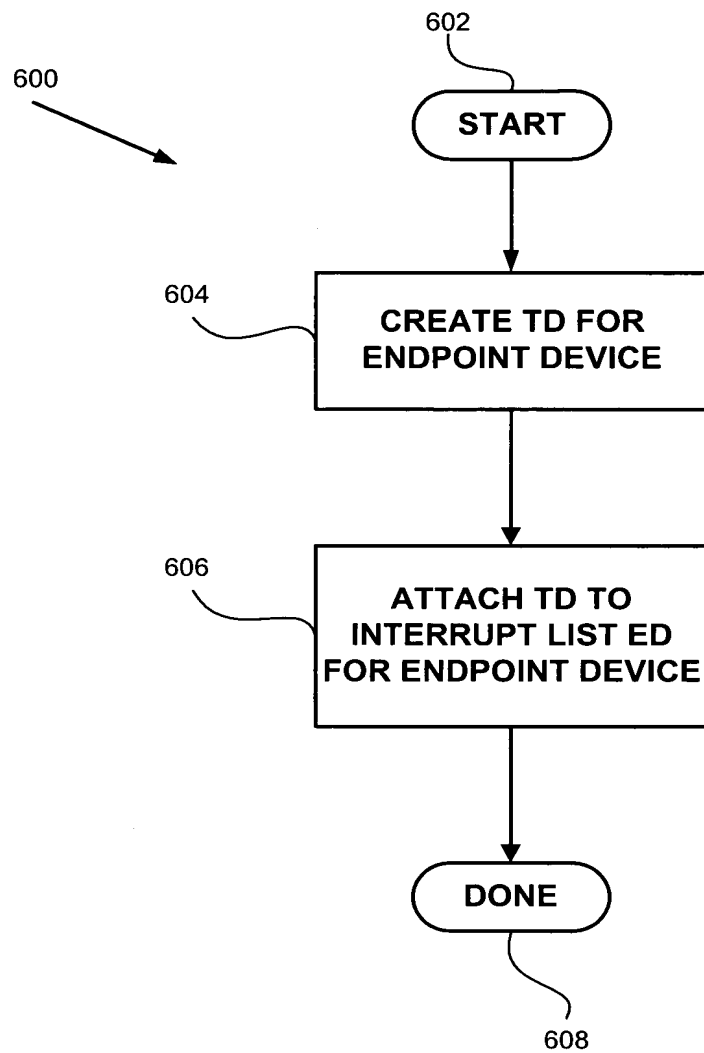 602
600
START
604
CREATE TD FOR
ENDPOINT DEVICE
606
ATTACH TD TO
INTERRUPT LIST ED
FOR ENDPOINT DEVICE
DONE
608